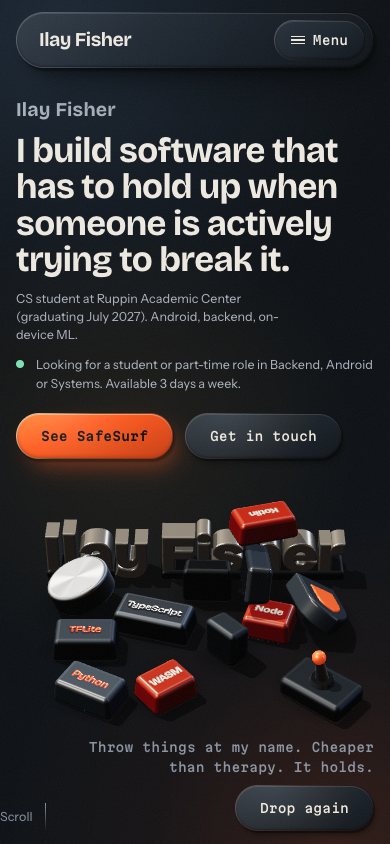 Ilay Fisher
Menu
Ilay Fisher
I build software that
has to hold up when
someone is actively
trying to break it.
CS student at Ruppin Academic Center
(graduating July 2027). Android, backend, on-
device ML.
Looking for a student or part-time role in Backend, Android
or Systems. Available 3 days a week.
See SafeSurf
Get in touch
Kotlin
Ilay Fisher
TypeScript
Node
TFLite
Python
WASM
Throw things at my name. Cheaper
than therapy. It holds.
Scroll
Drop again